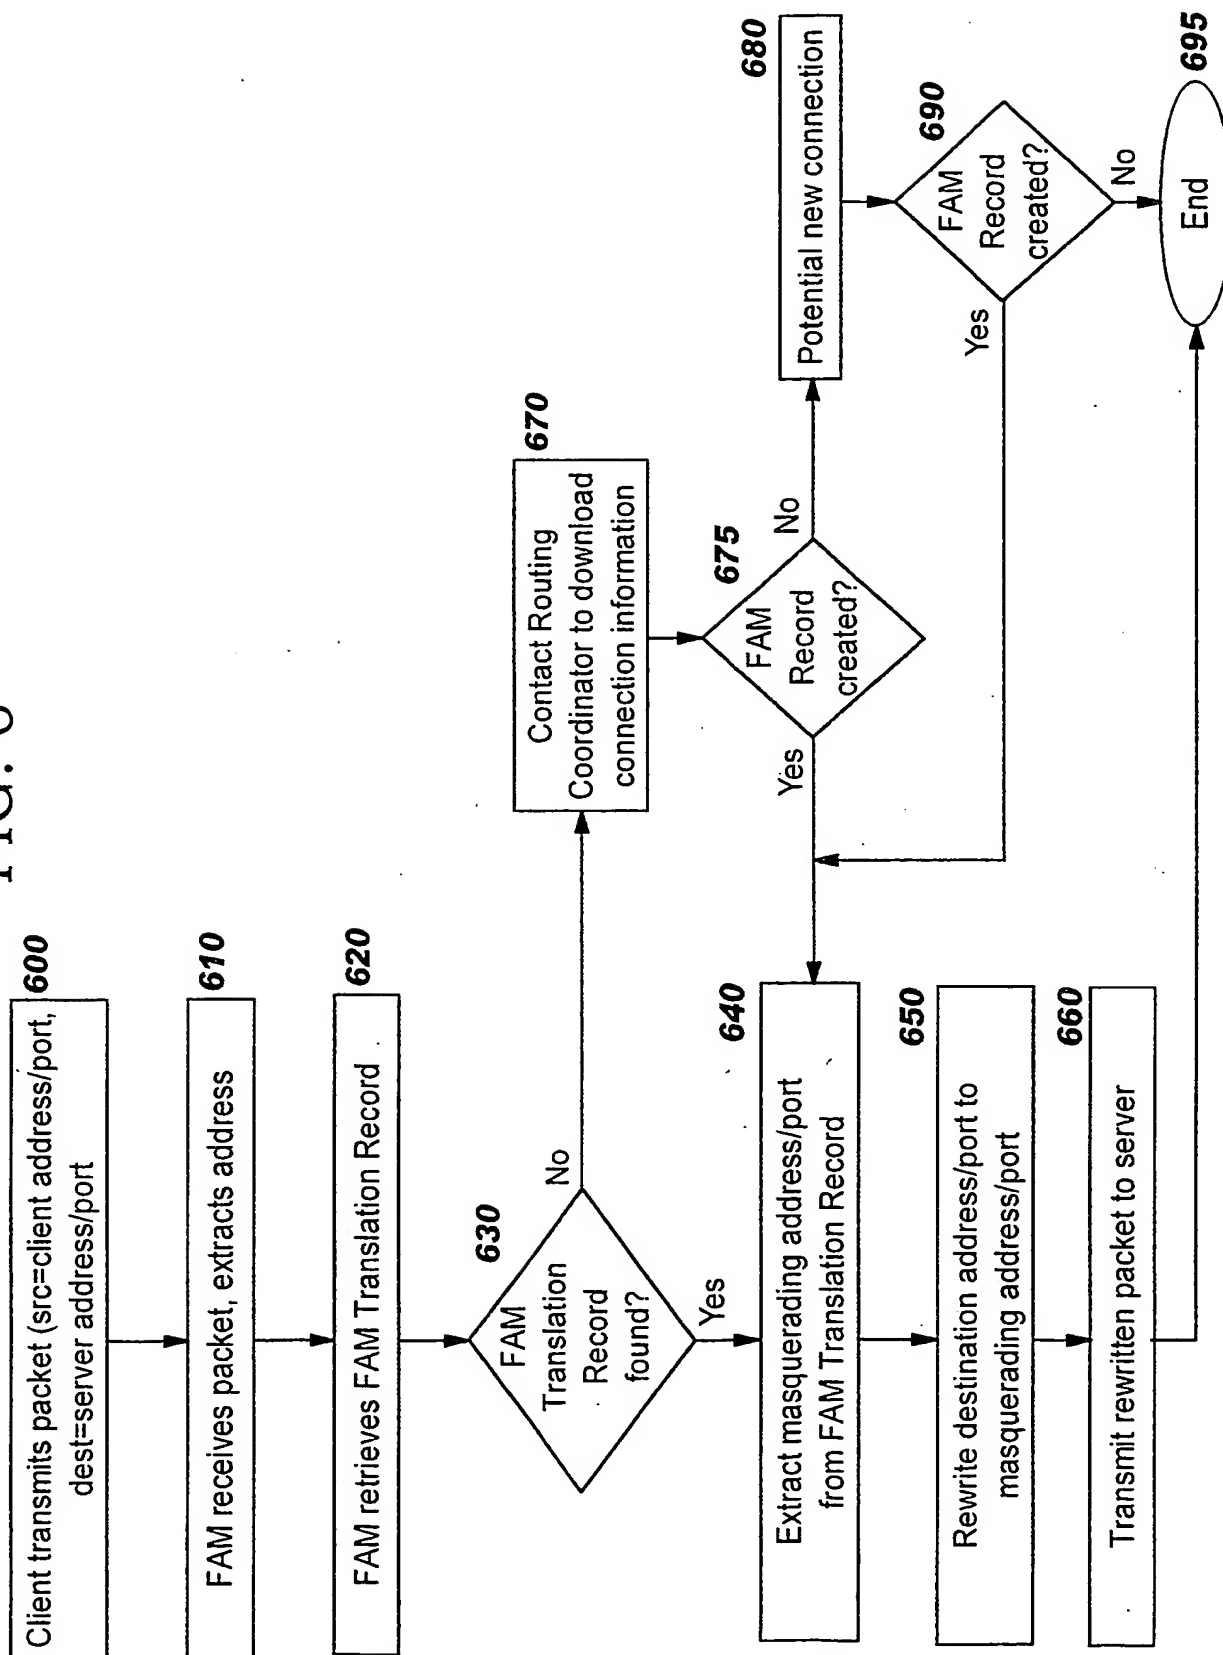 FIG. 6
600
Client transmits packet (src=client address/port,
dest=server address/port
610
FAM receives packet, extracts address
620
FAM retrieves FAM Translation Record
630
FAM
Translation
Record
found?
No
Yes
640
Extract masquerading address/port
from FAM Translation Record
650
Rewrite destination address/port to
masquerading address/port
660
Transmit rewritten packet to server
670
Contact Routing
Coordinator to download
connection information
675
FAM
Record
created?
No
Yes
680
Potential new connection
690
FAM
Record
created?
Yes
No
695
End